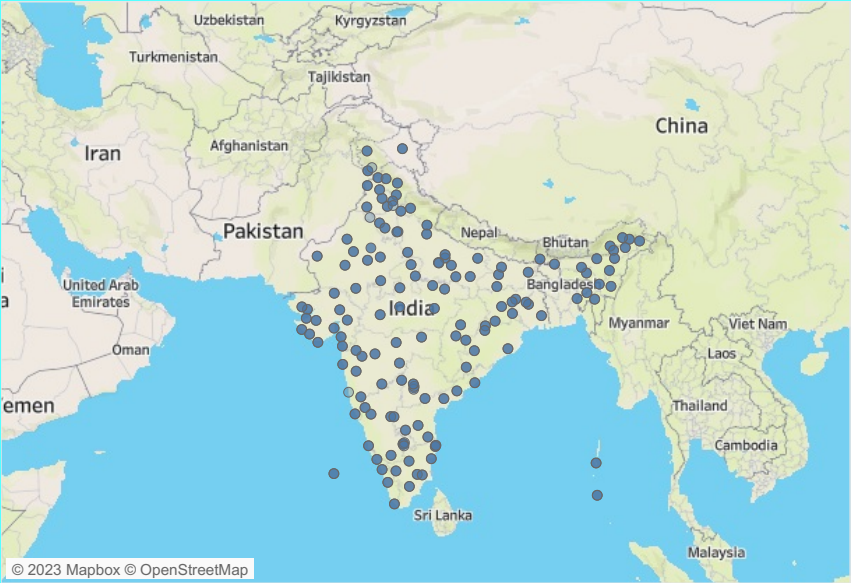 Uzbekistan
Kyrgyzstan
Turkmenistan
Tajikistan
China
Afghanistan
Iran
Pakistan
Nepal
Bhutan
United Arab
Emirates
Bangladesh
i
a
India
Myanmar
Viet Nam
Oman
Laos
emen
Thailand
Cambodia
Sri Lanka
Malaysia
© 2023 Mapbox © OpenStreetMap